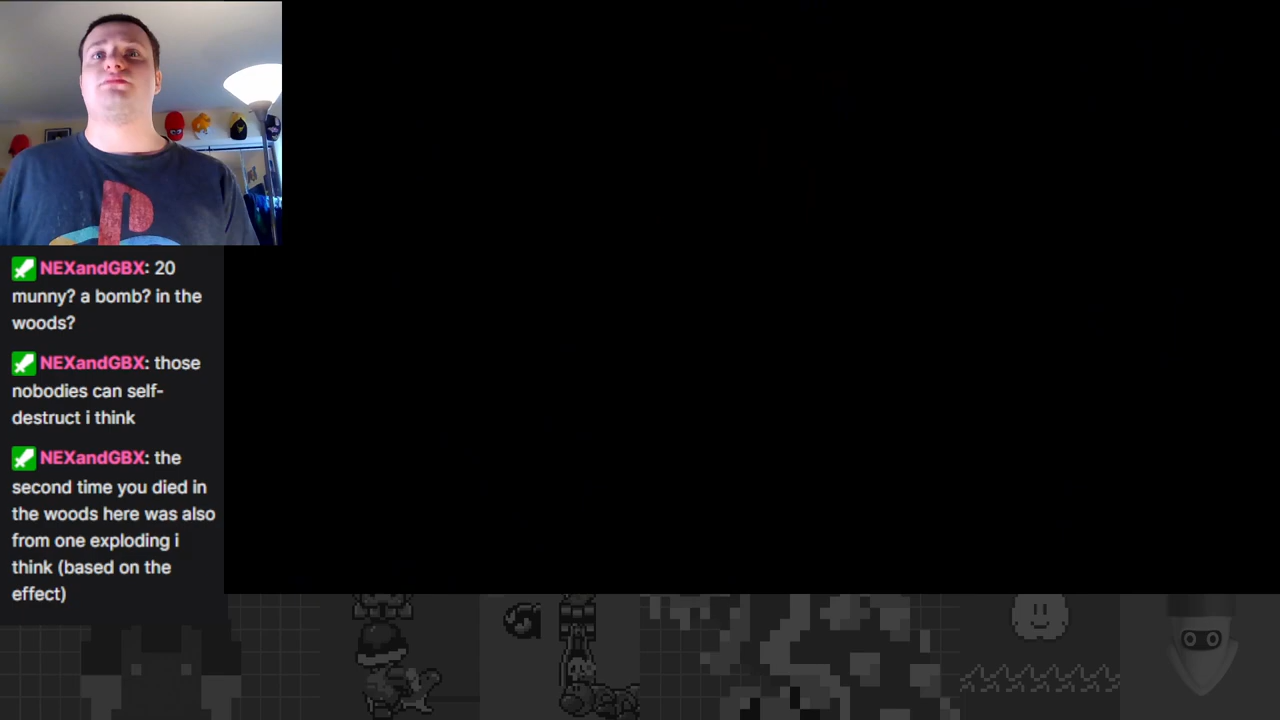 NEXandGBX: 20
munny? a bomb? in the
woods?
NEXandGBX: those
nobodies can self-
destruct i think
NEXandGBX: the
second time you died in
the woods here was also
from one exploding i
think (based on the
effect)